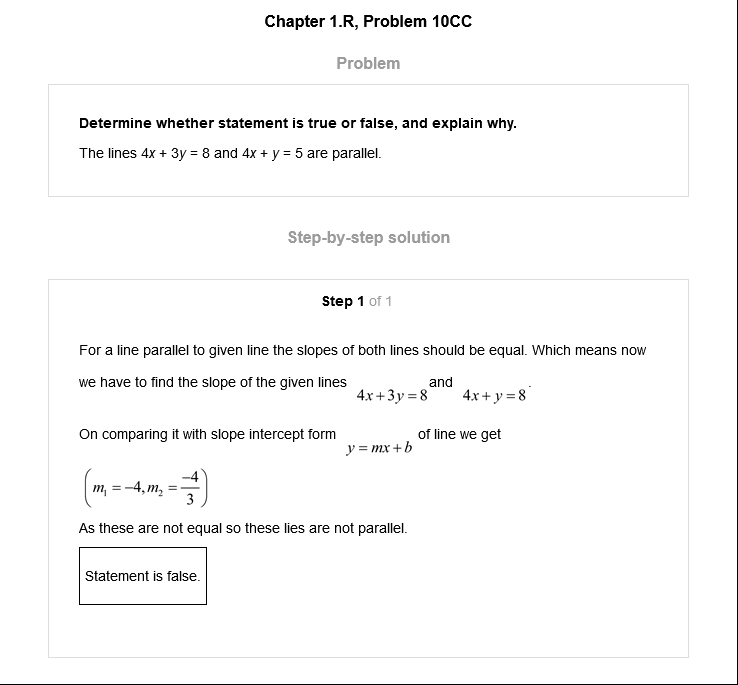 Chapter 1.R, Problem 10CC
Problem
Determine whether statement is true or false, and explain why.
The lines 4x + 3y = 8 and 4x + y = 5 are parallel.
Step-by-step solution
Step 1 of 1
For a line parallel to given line the slopes of both lines should be equal. Which means now
we have to find the slope of the given lines 4x+3y=8 and 4x+y=8.
On comparing it with slope intercept form y=mx+b of line we get
(m₁ = −4, m₂ = −4/3)
As these are not equal so these lies are not parallel.
Statement is false.